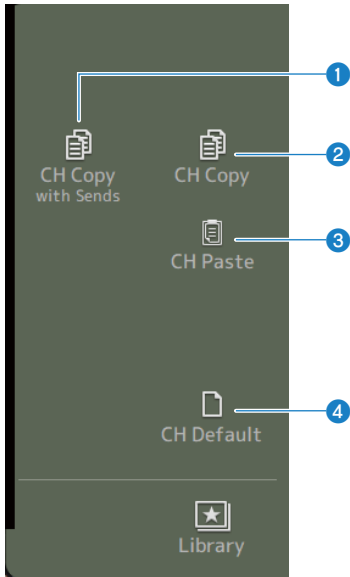 1
CH Copy
with Sends
CH Copy
2
CH Paste
3
CH Default
4
Library